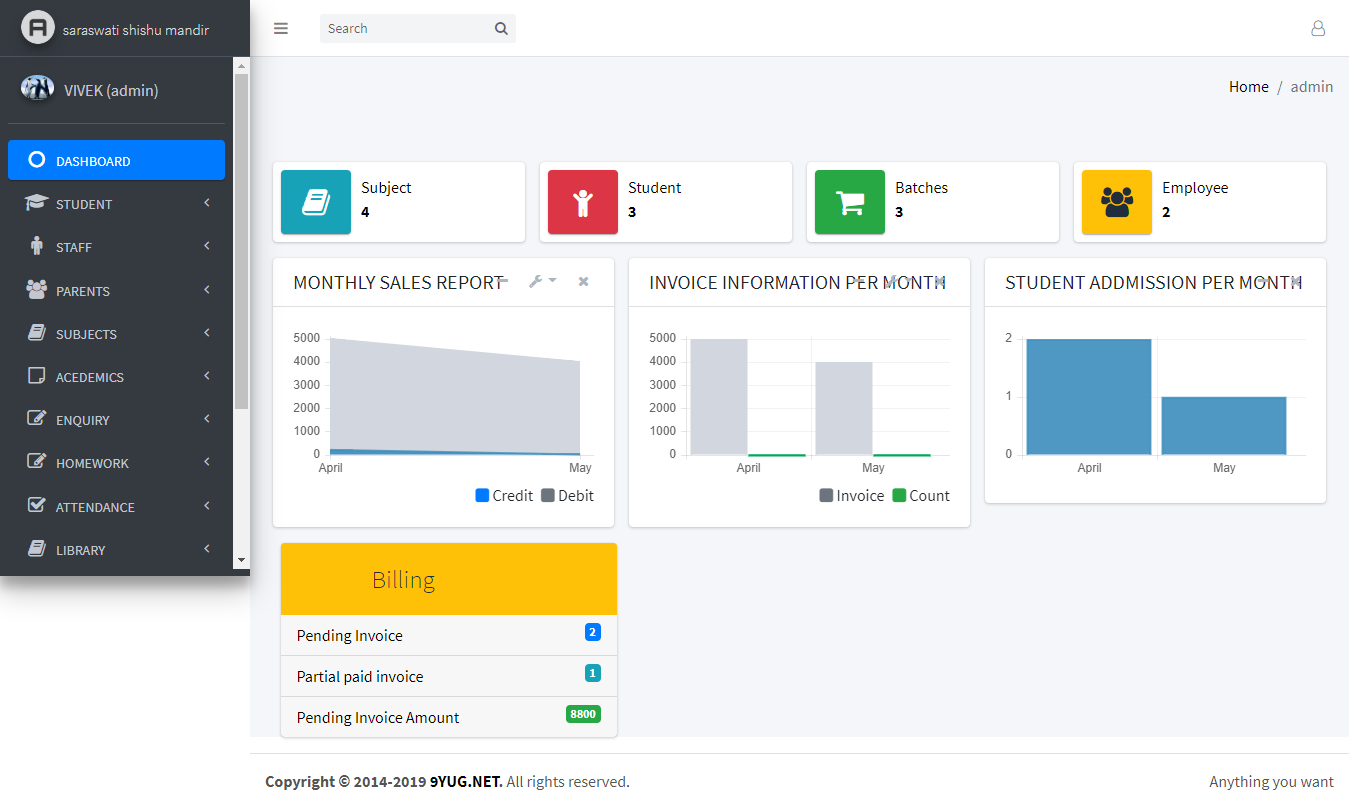 saraswati shishu mandir
Search
VIVEK (admin)
Home / admin
DASHBOARD
STUDENT
STAFF
PARENTS
SUBJECTS
ACEDEMICS
ENQUIRY
HOMEWORK
ATTENDANCE
LIBRARY
Subject
4
Student
3
Batches
3
Employee
2
MONTHLY SALES REPORT
5000
4000
3000
2000
1000
0
April May
Credit Debit
INVOICE INFORMATION PER MONTH
5000
4000
3000
2000
1000
0
April May
Invoice Count
STUDENT ADDMISSION PER MONTH
2
1
0
April May
Billing
Pending Invoice 2
Partial paid invoice 1
Pending Invoice Amount 8800
Copyright © 2014-2019 9YUG.NET. All rights reserved. Anything you want